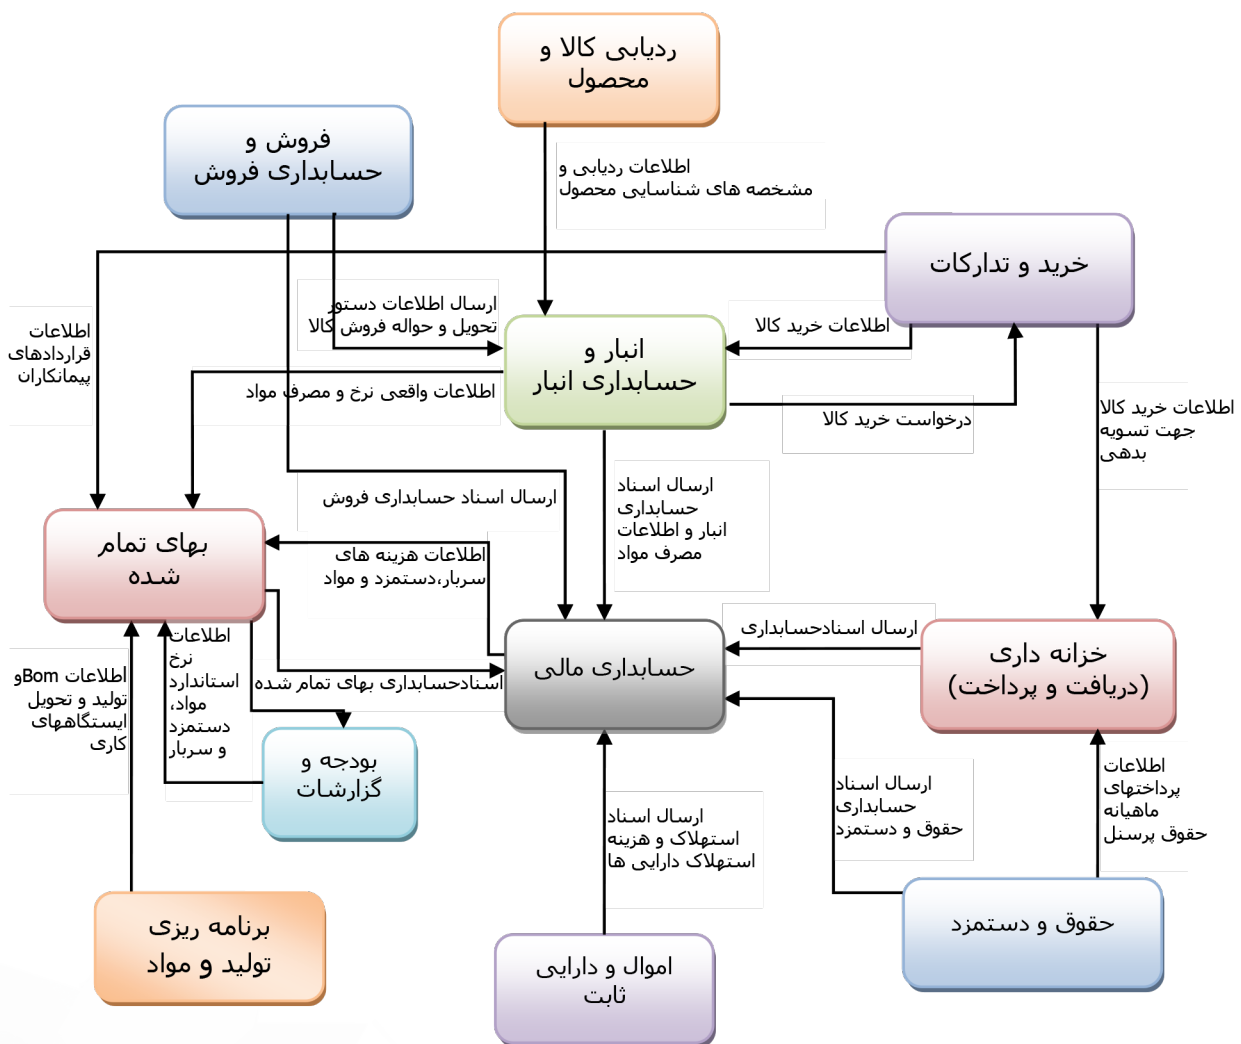 ردیابی کالا و
محصول
فروش و
حسابداری فروش
اطلاعات ردیابی و
مشخصه های شناسایی محصول
خرید و تدارکات
ارسال اطلاعات دستور
تحویل و حواله فروش کالا
اطلاعات خرید کالا
انبار و
حسابداری انبار
اطلاعات
قراردادهای
پیمانکاران
اطلاعات واقعی نرخ و مصرف مواد
درخواست خرید کالا
اطلاعات خرید کالا
جهت تسویه
بدهی
ارسال اسناد
حسابداری
انبار و اطلاعات
مصرف مواد
ارسال اسناد حسابداری فروش
بهای تمام
شده
اطلاعات هزینه های
سربار،دستمزد و مواد
ارسال اسنادحسابداری
خزانه داری
(دریافت و پرداخت)
حسابداری مالی
اطلاعات
نرخ
استاندارد
مواد،
دستمزد
و سربار
اسنادحسابداری بهای تمام شده
اطلاعات Bomو
تولید و تحویل
ایستگاههای
کاری
بودجه و
گزارشات
ارسال اسناد
استهلاک و هزینه
استهلاک دارایی ها
ارسال اسناد
حسابداری
حقوق و دستمزد
اطلاعات
پرداختهای
ماهیانه
حقوق پرسنل
برنامه ریزی
تولید و مواد
اموال و دارایی
ثابت
حقوق و دستمزد